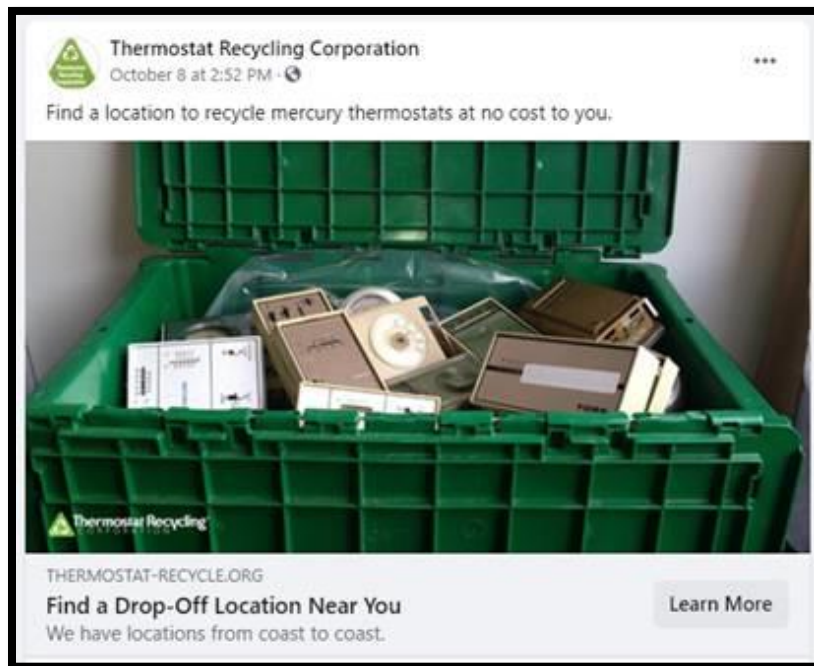 Thermostat Recycling Corporation
October 8 at 2:52 PM ·
Find a location to recycle mercury thermostats at no cost to you.
Thermostat Recycling
CORPORATION
THERMOSTAT-RECYCLE.ORG
Find a Drop-Off Location Near You
We have locations from coast to coast.
Learn More